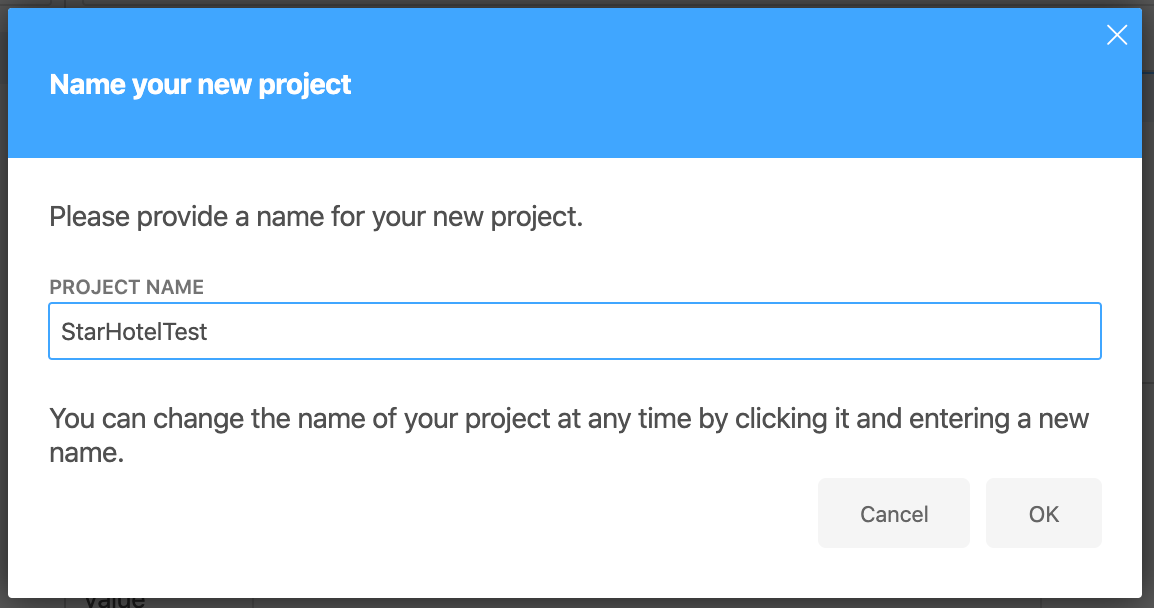 Name your new project
Please provide a name for your new project.
PROJECT NAME
StarHotelTest
You can change the name of your project at any time by clicking it and entering a new
name.
Cancel OK
Value